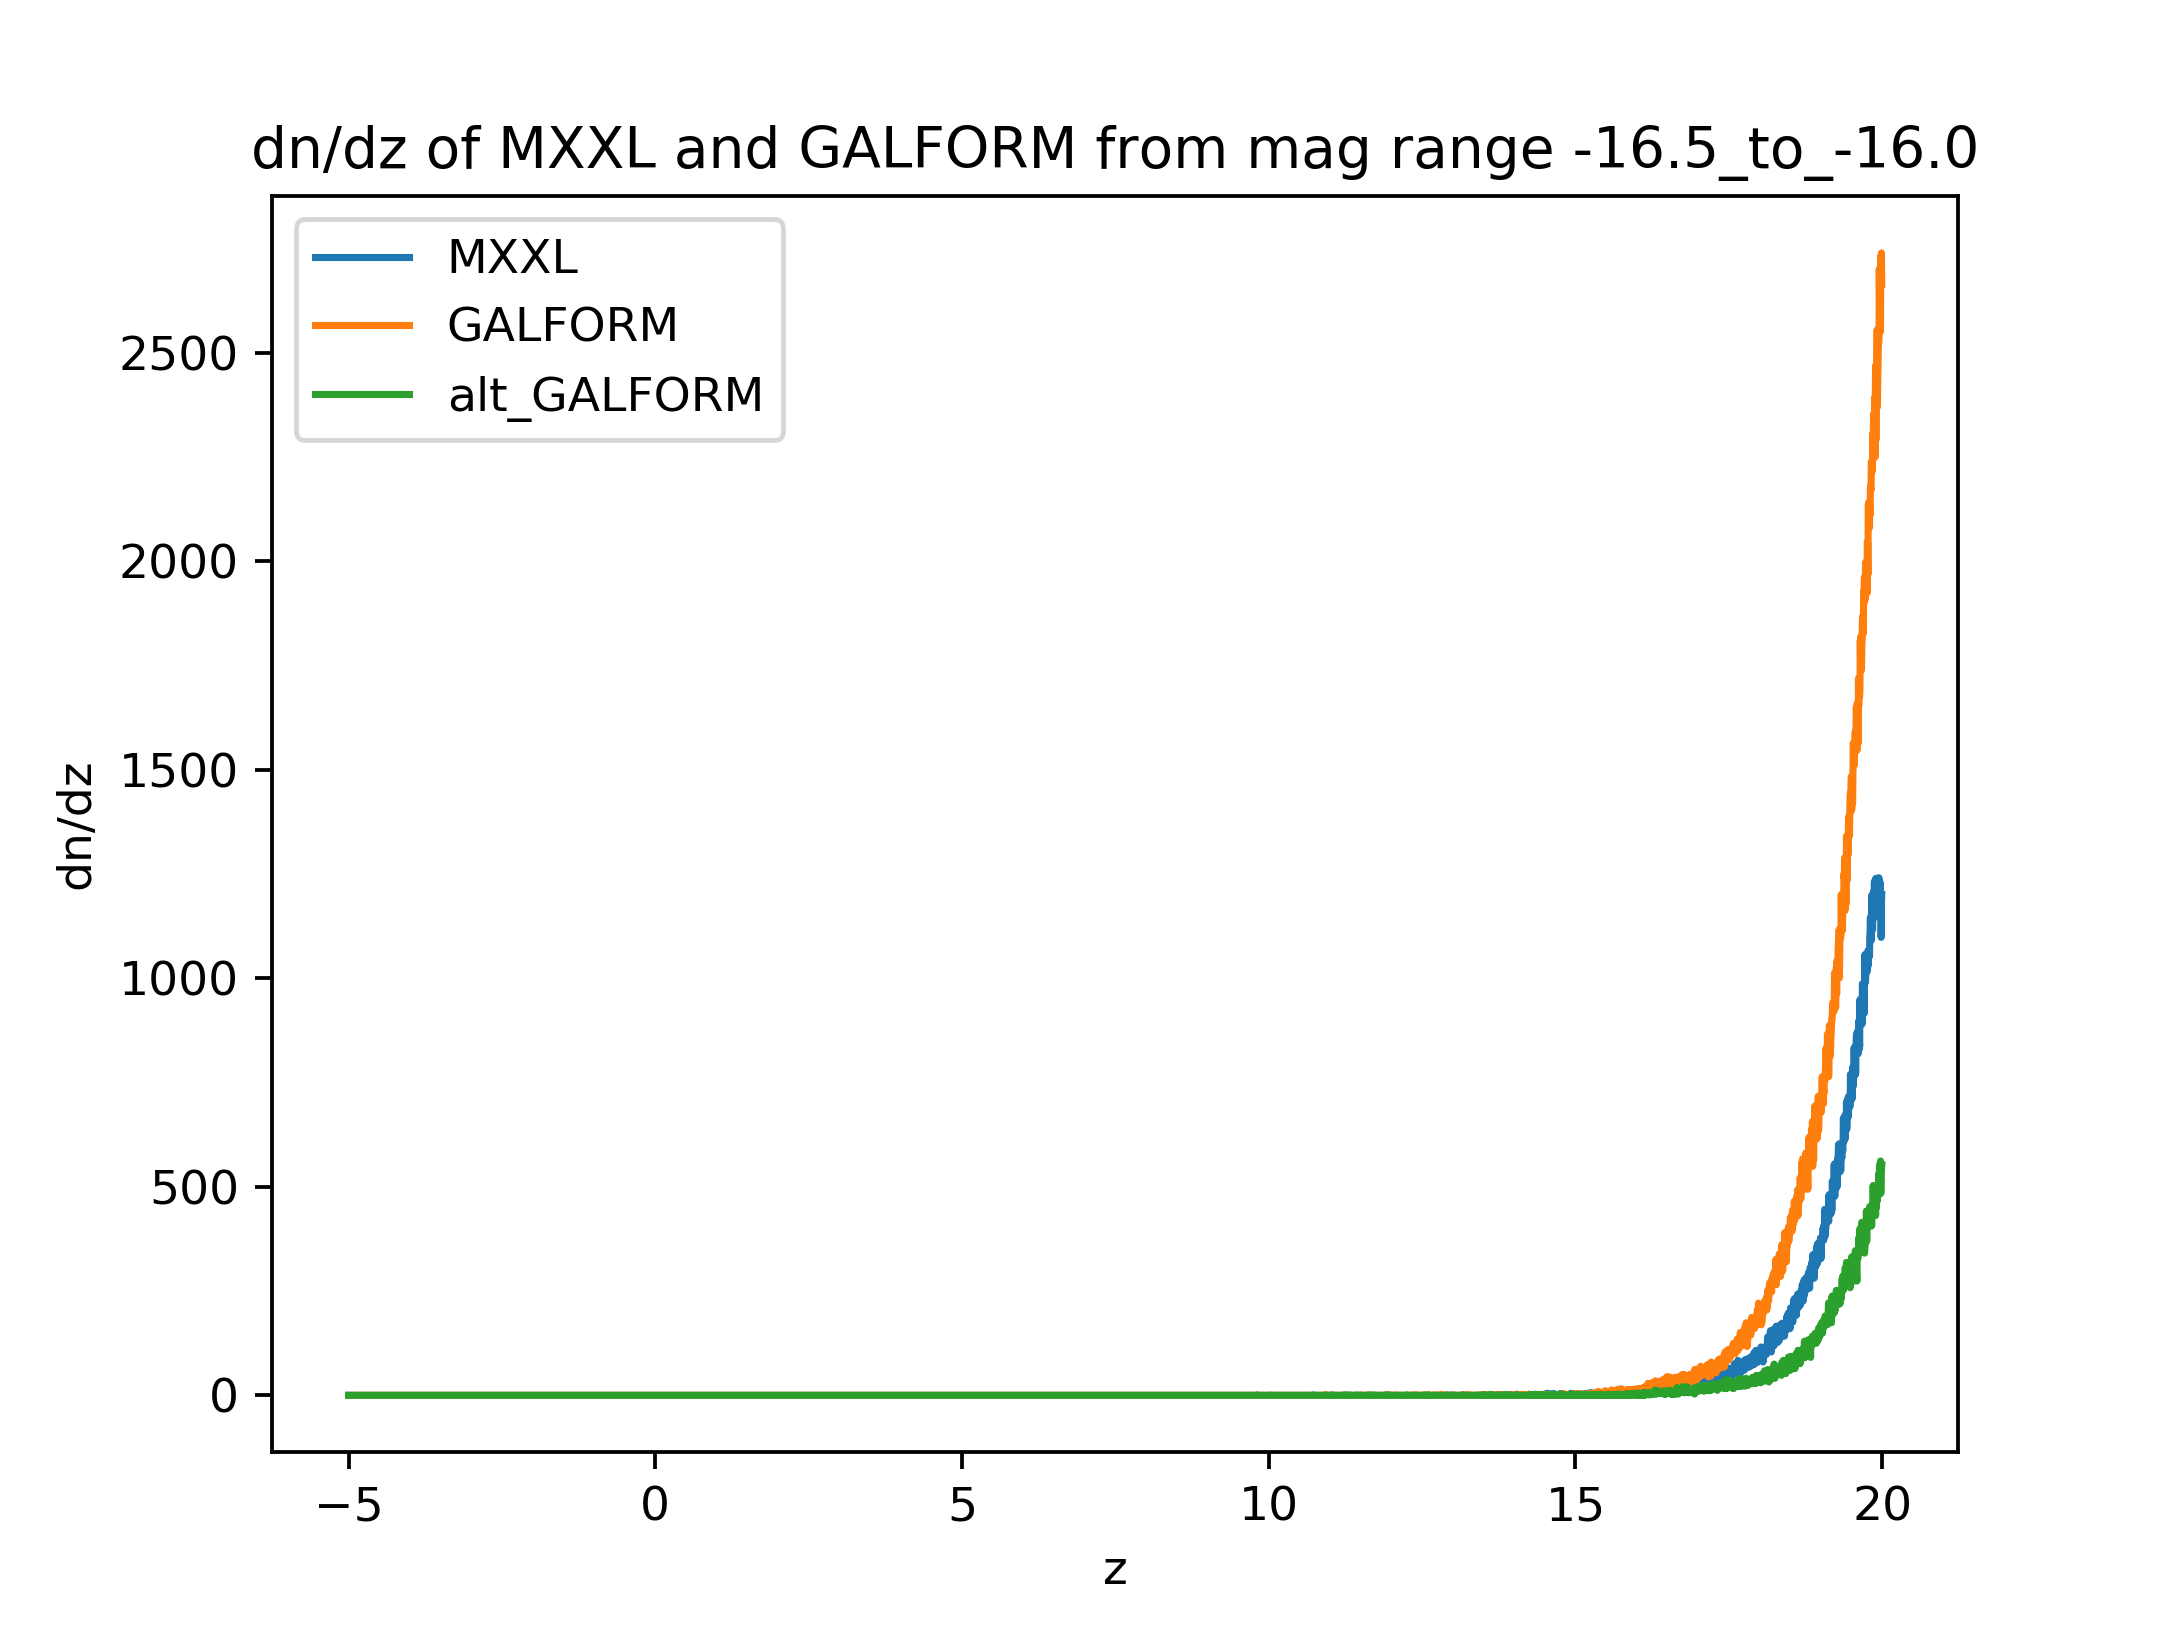 dn/dz of MXXL and GALFORM from mag range -16.5_to_-16.0
MXXL
GALFORM
alt_GALFORM
2500
2000
1500
1000
500
0
dn/dz
−5 0 5 10 15 20
z